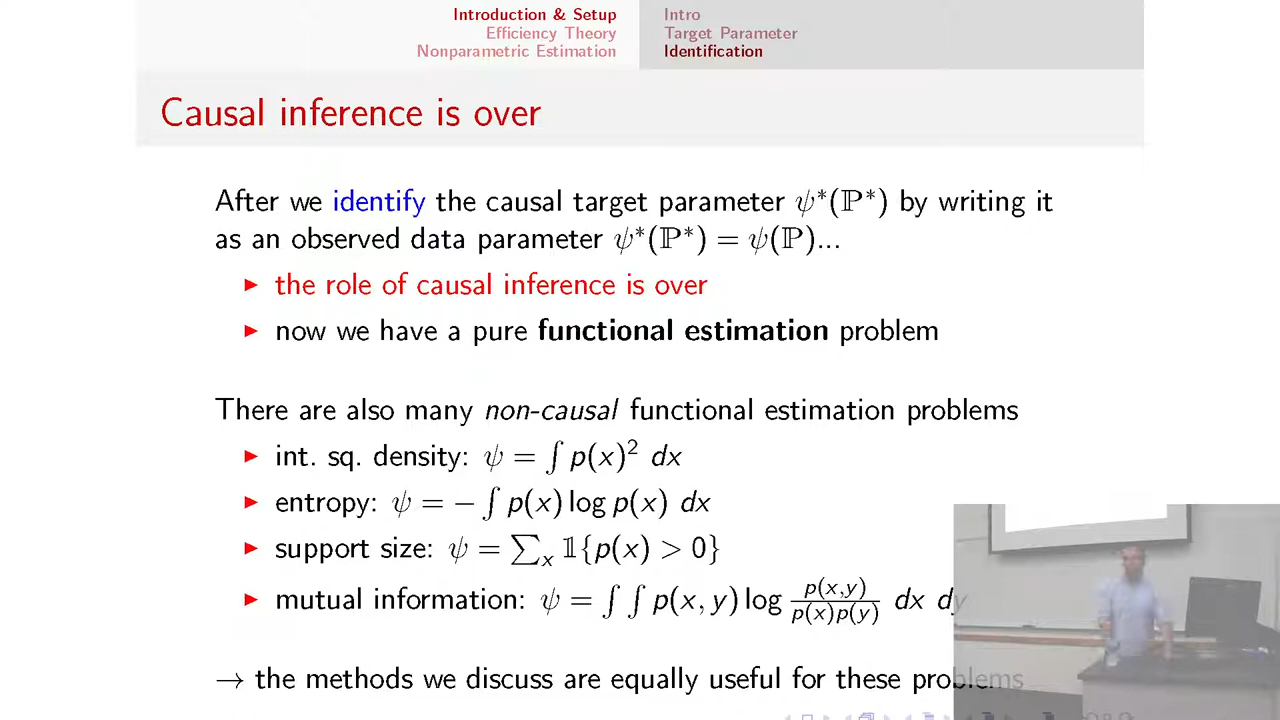 Introduction & Setup
Efficiency Theory
Nonparametric Estimation
Intro
Target Parameter
Identification
Causal inference is over
After we identify the causal target parameter ψ*(ℙ*) by writing it
as an observed data parameter ψ*(ℙ*) = ψ(ℙ)...
▶ the role of causal inference is over
▶ now we have a pure functional estimation problem
There are also many non-causal functional estimation problems
▶ int. sq. density: ψ = ∫ p(x)² dx
▶ entropy: ψ = − ∫ p(x) log p(x) dx
▶ support size: ψ = ∑ₓ 𝟙{p(x) > 0}
▶ mutual information: ψ = ∫ ∫ p(x, y) log p(x,y)/p(x)p(y) dx dy
→ the methods we discuss are equally useful for these problems